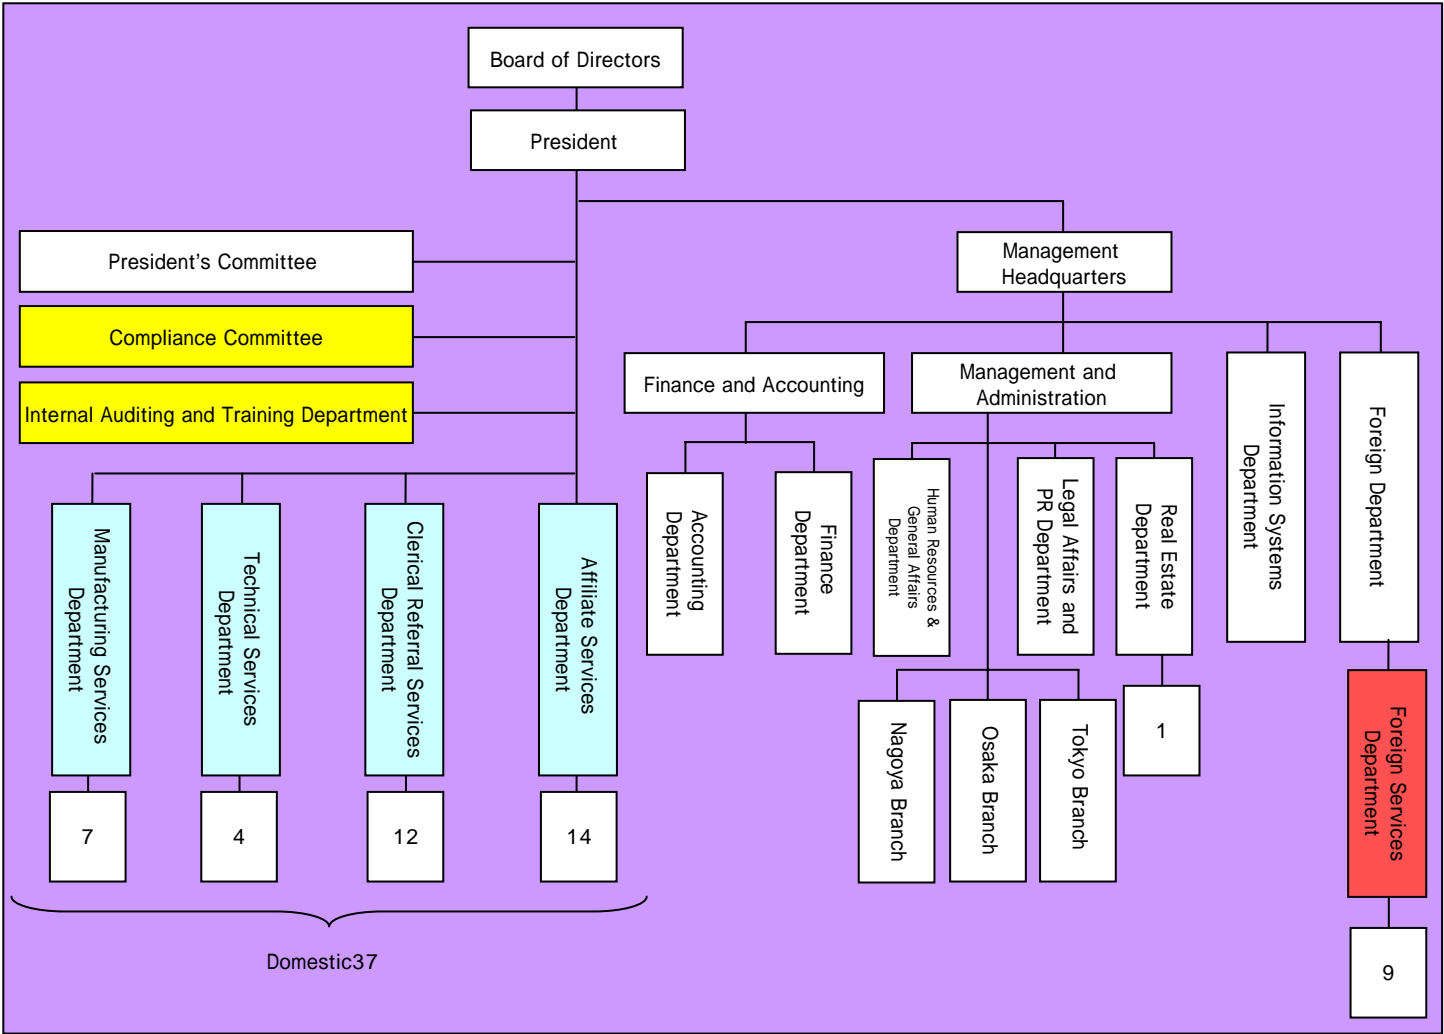 Board of Directors
President
President's Committee
Management
Headquarters
Compliance Committee
Internal Auditing and Training Department
Finance and Accounting
Management and
Administration
Information Systems
Department
Foreign Department
Accounting
Department
Finance
Department
Human Resources &
General Affairs
Department
Legal Affairs and
PR Department
Real Estate
Department
Manufacturing Services
Department
Technical Services
Department
Clerical Referral Services
Department
Affiliate Services
Department
Nagoya Branch
Osaka Branch
Tokyo Branch
1
Foreign Services
Department
7
4
12
14
9
Domestic37